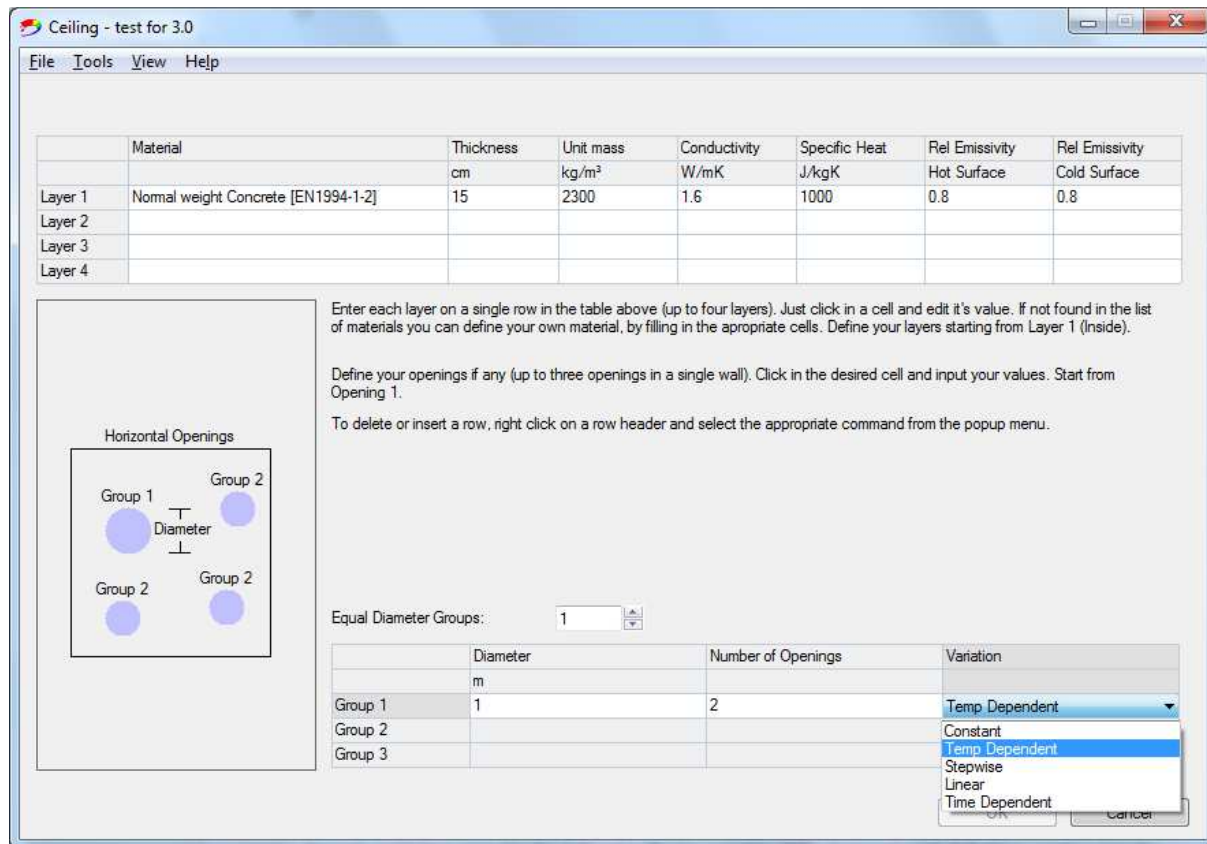 Ceiling - test for 3.0
File Tools View Help
Material Thickness Unit mass Conductivity Specific Heat Rel Emissivity Rel Emissivity
cm kg/m³ W/mK J/kgK Hot Surface Cold Surface
Layer 1 Normal weight Concrete [EN1994-1-2] 15 2300 1.6 1000 0.8 0.8
Layer 2
Layer 3
Layer 4
Enter each layer on a single row in the table above (up to four layers). Just click in a cell and edit it's value. If not found in the list
of materials you can define your own material, by filling in the apropriate cells. Define your layers starting from Layer 1 (Inside).
Define your openings if any (up to three openings in a single wall). Click in the desired cell and input your values. Start from
Opening 1.
To delete or insert a row, right click on a row header and select the appropriate command from the popup menu.
Horizontal Openings
Group 2
Group 1
Diameter
Group 2
Group 2
Equal Diameter Groups: 1
Diameter Number of Openings Variation
m
Group 1 1 2 Temp Dependent
Group 2
Group 3
Constant
Temp Dependent
Stepwise
Linear
Time Dependent
OK Cancel